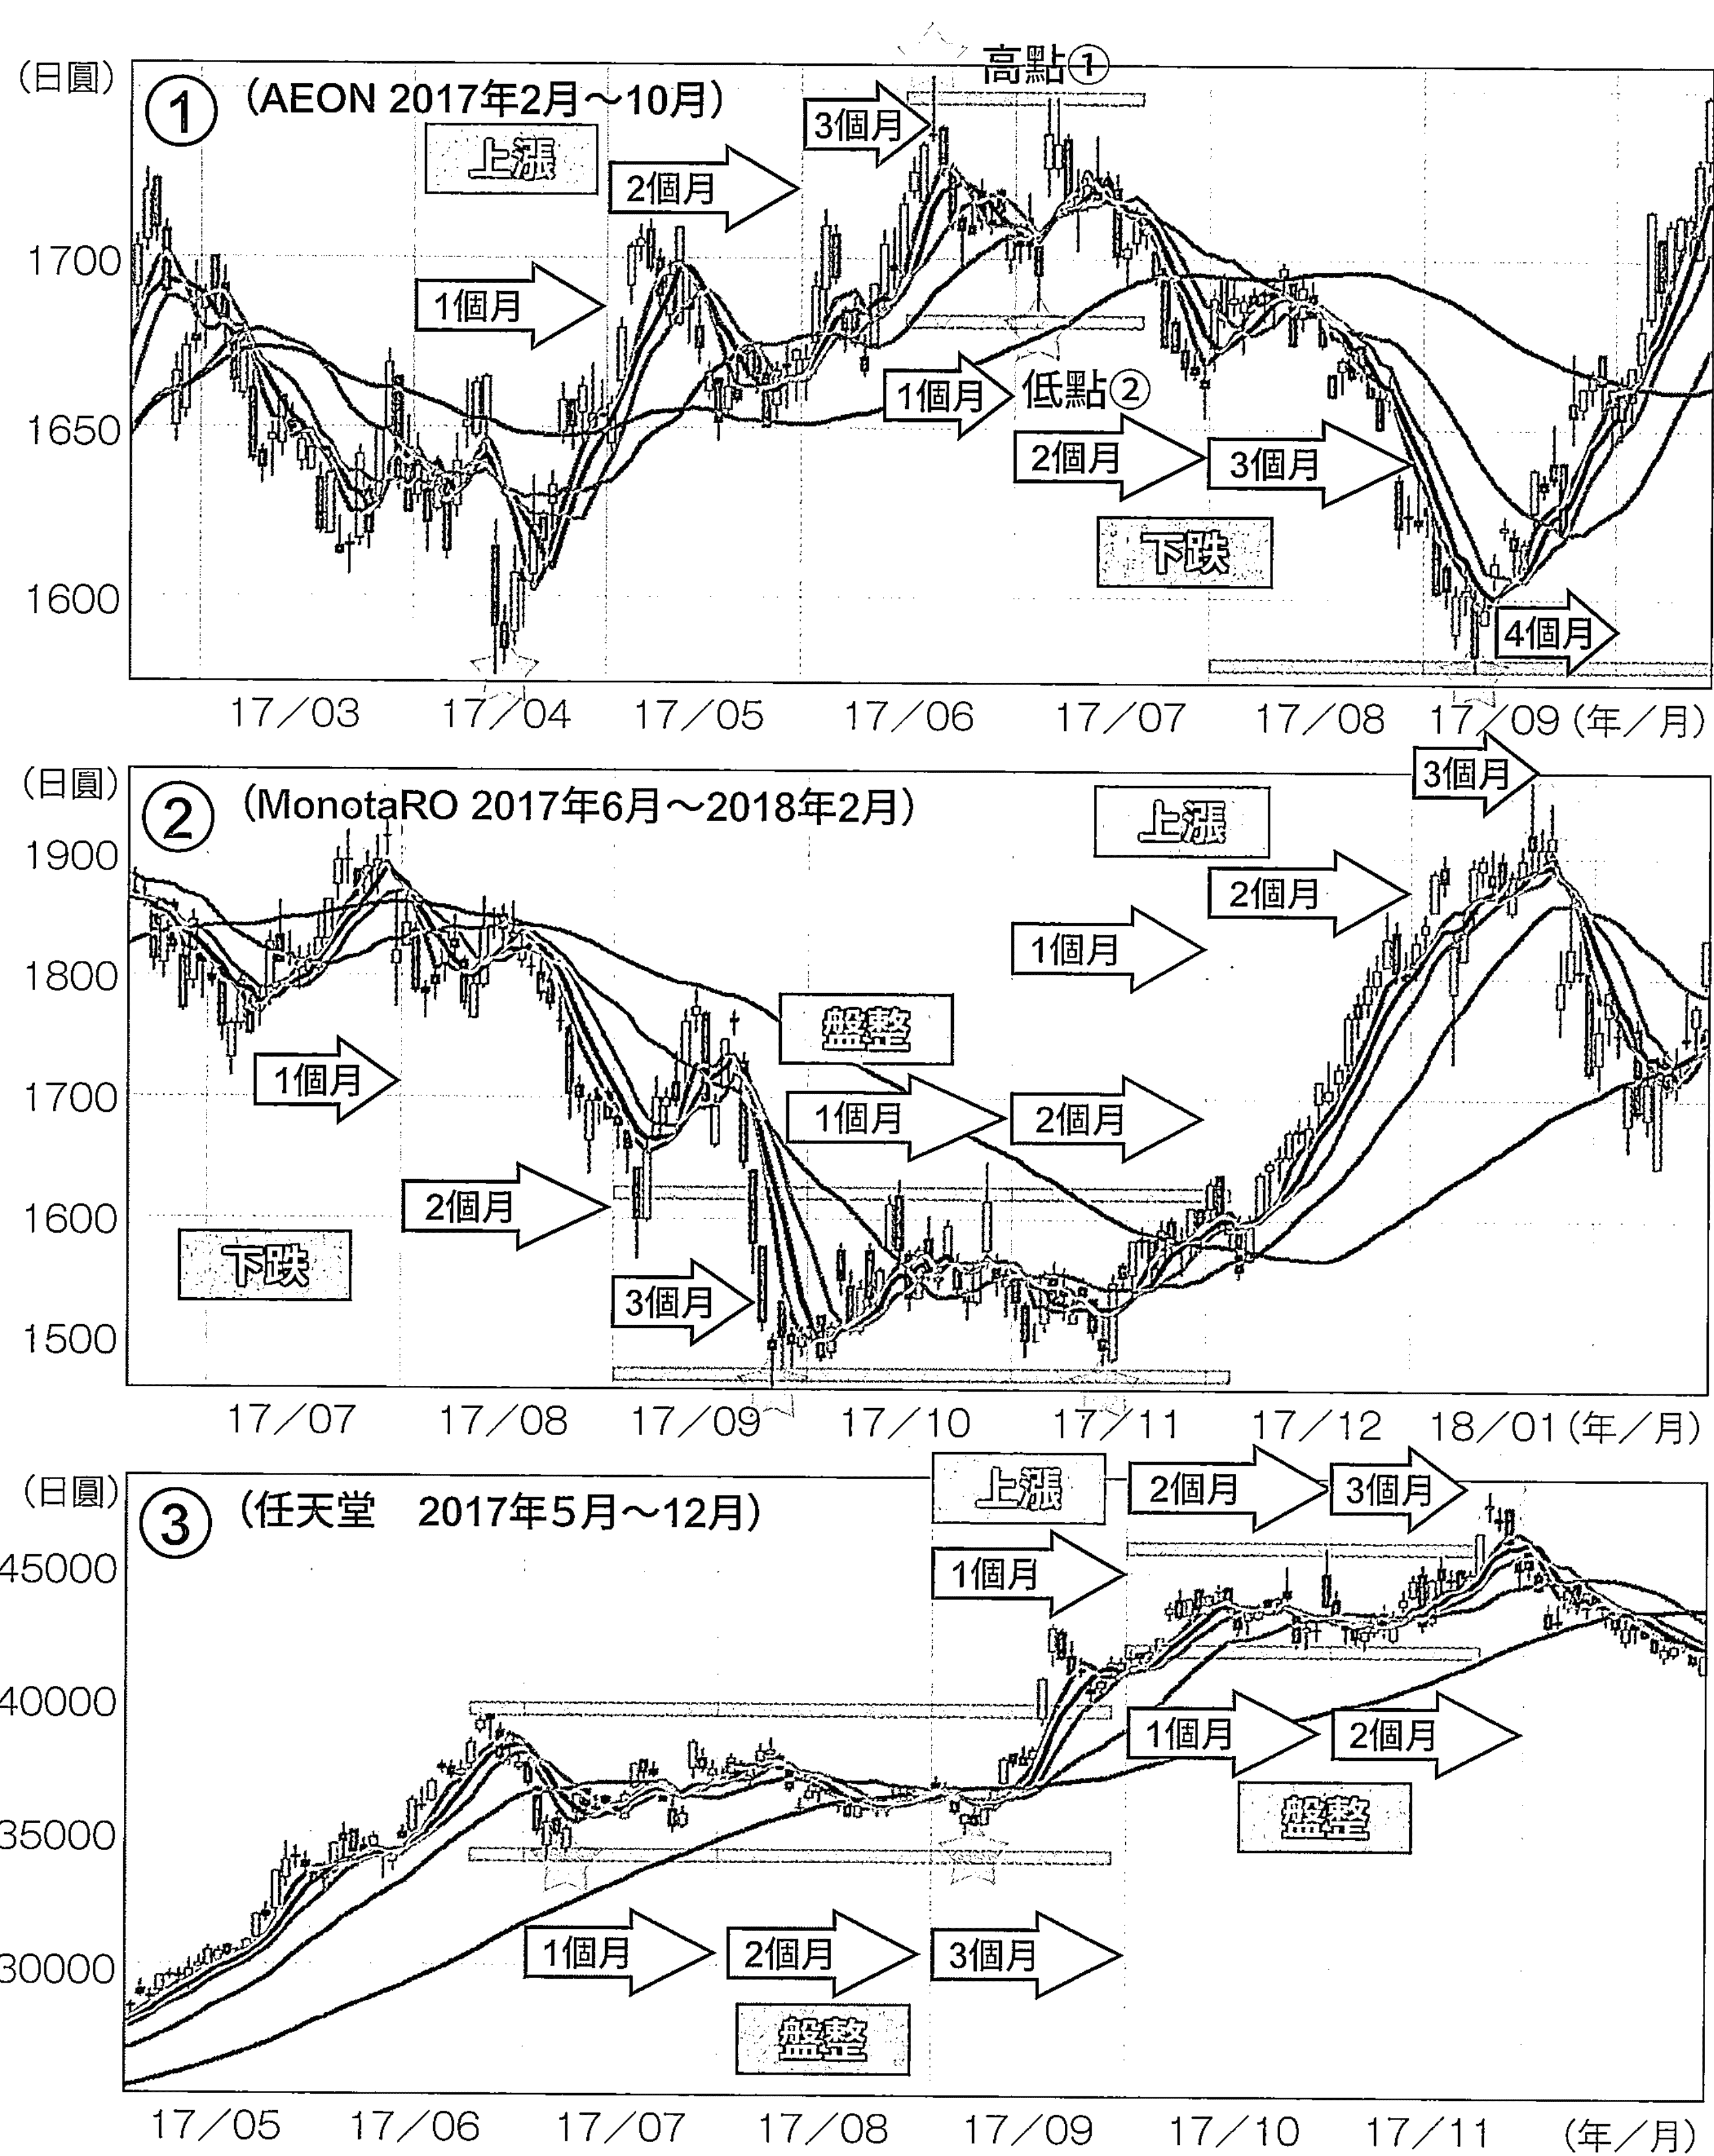 高點①
(日圓)
① (AEON 2017年2月～10月)
3個月
上漲
2個月
1700
1個月
1個月
低點②
1650
2個月
3個月
下跌
1600
4個月
17／03 17／04 17／05 17／06 17／07 17／08 17／09 (年／月)
(日圓)
3個月
② (MonotaRO 2017年6月～2018年2月)
上漲
1900
2個月
1個月
1800
盤整
1個月
1700
1個月
2個月
2個月
1600
下跌
3個月
1500
17／07 17／08 17／09 17／10 17／11 17／12 18／01 (年／月)
(日圓)
上漲
2個月
3個月
③ (任天堂 2017年5月～12月)
45000
1個月
40000
1個月
2個月
盤整
35000
30000
1個月
2個月
3個月
盤整
17／05 17／06 17／07 17／08 17／09 17／10 17／11 (年／月)